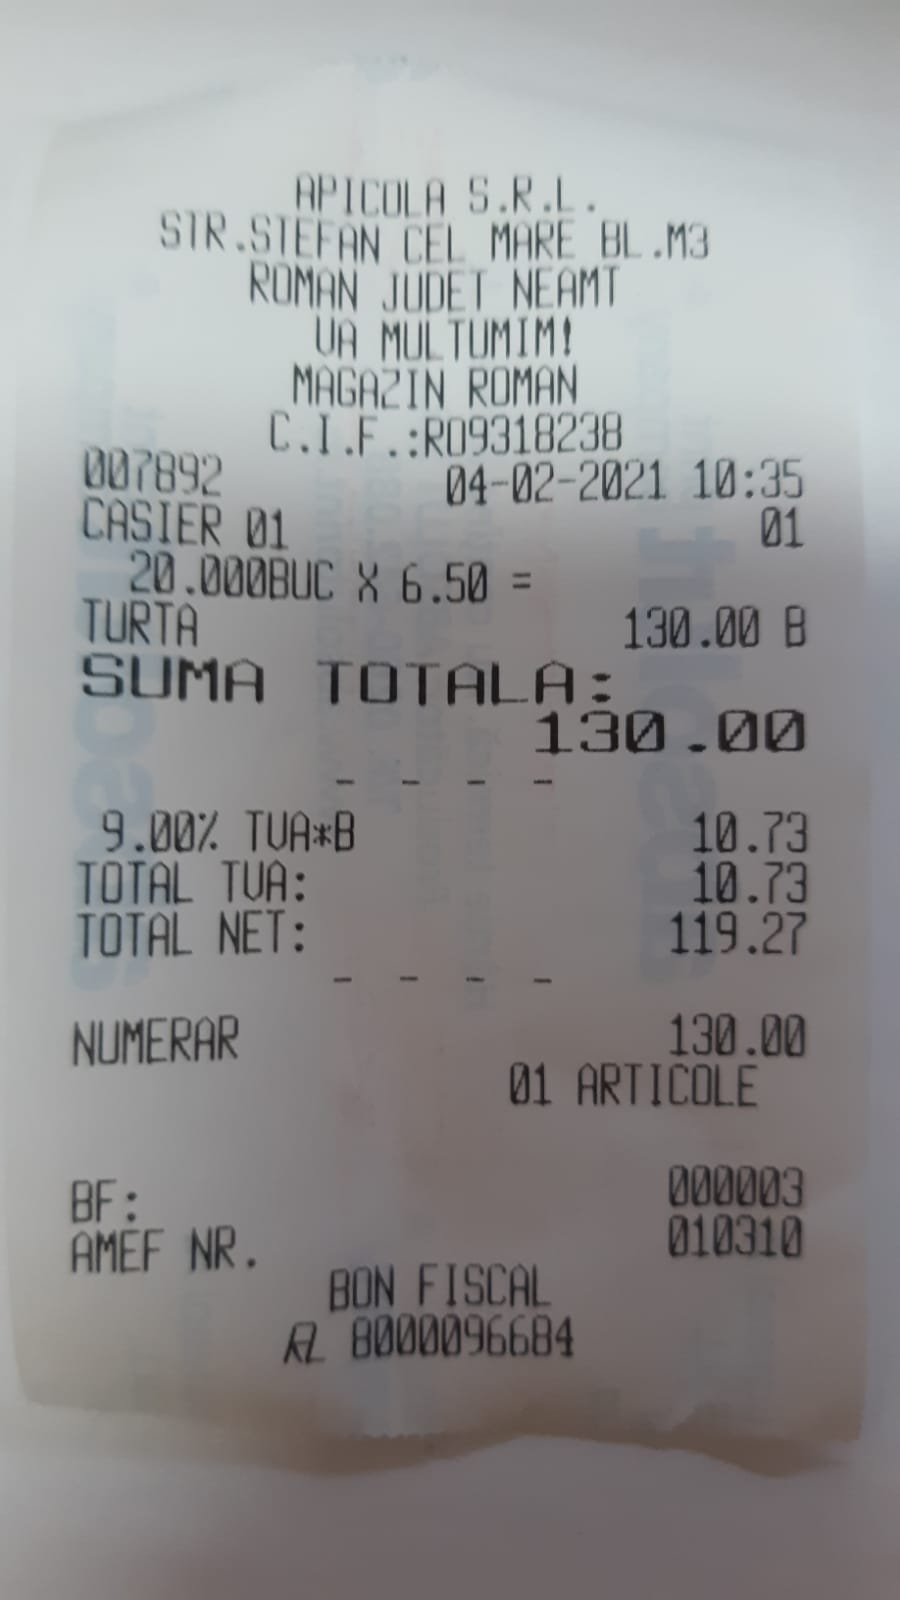 APICOLA S.R.L.
STR.STEFAN CEL MARE BL.M3
ROMAN JUDET NEAMT
VA MULTUMIM!
MAGAZIN ROMAN
C.I.F.:RO9318238
007892 04-02-2021 10:35
CASIER 01 01
20.000BUC X 6.50 =
TURTA 130.00 B
SUMA TOTALA:
130.00
- - - -
9.00% TVA*B 10.73
TOTAL TVA: 10.73
TOTAL NET: 119.27
- - - -
NUMERAR 130.00
01 ARTICOLE
BF: 000003
AMEF NR. 010310
BON FISCAL
8000096684